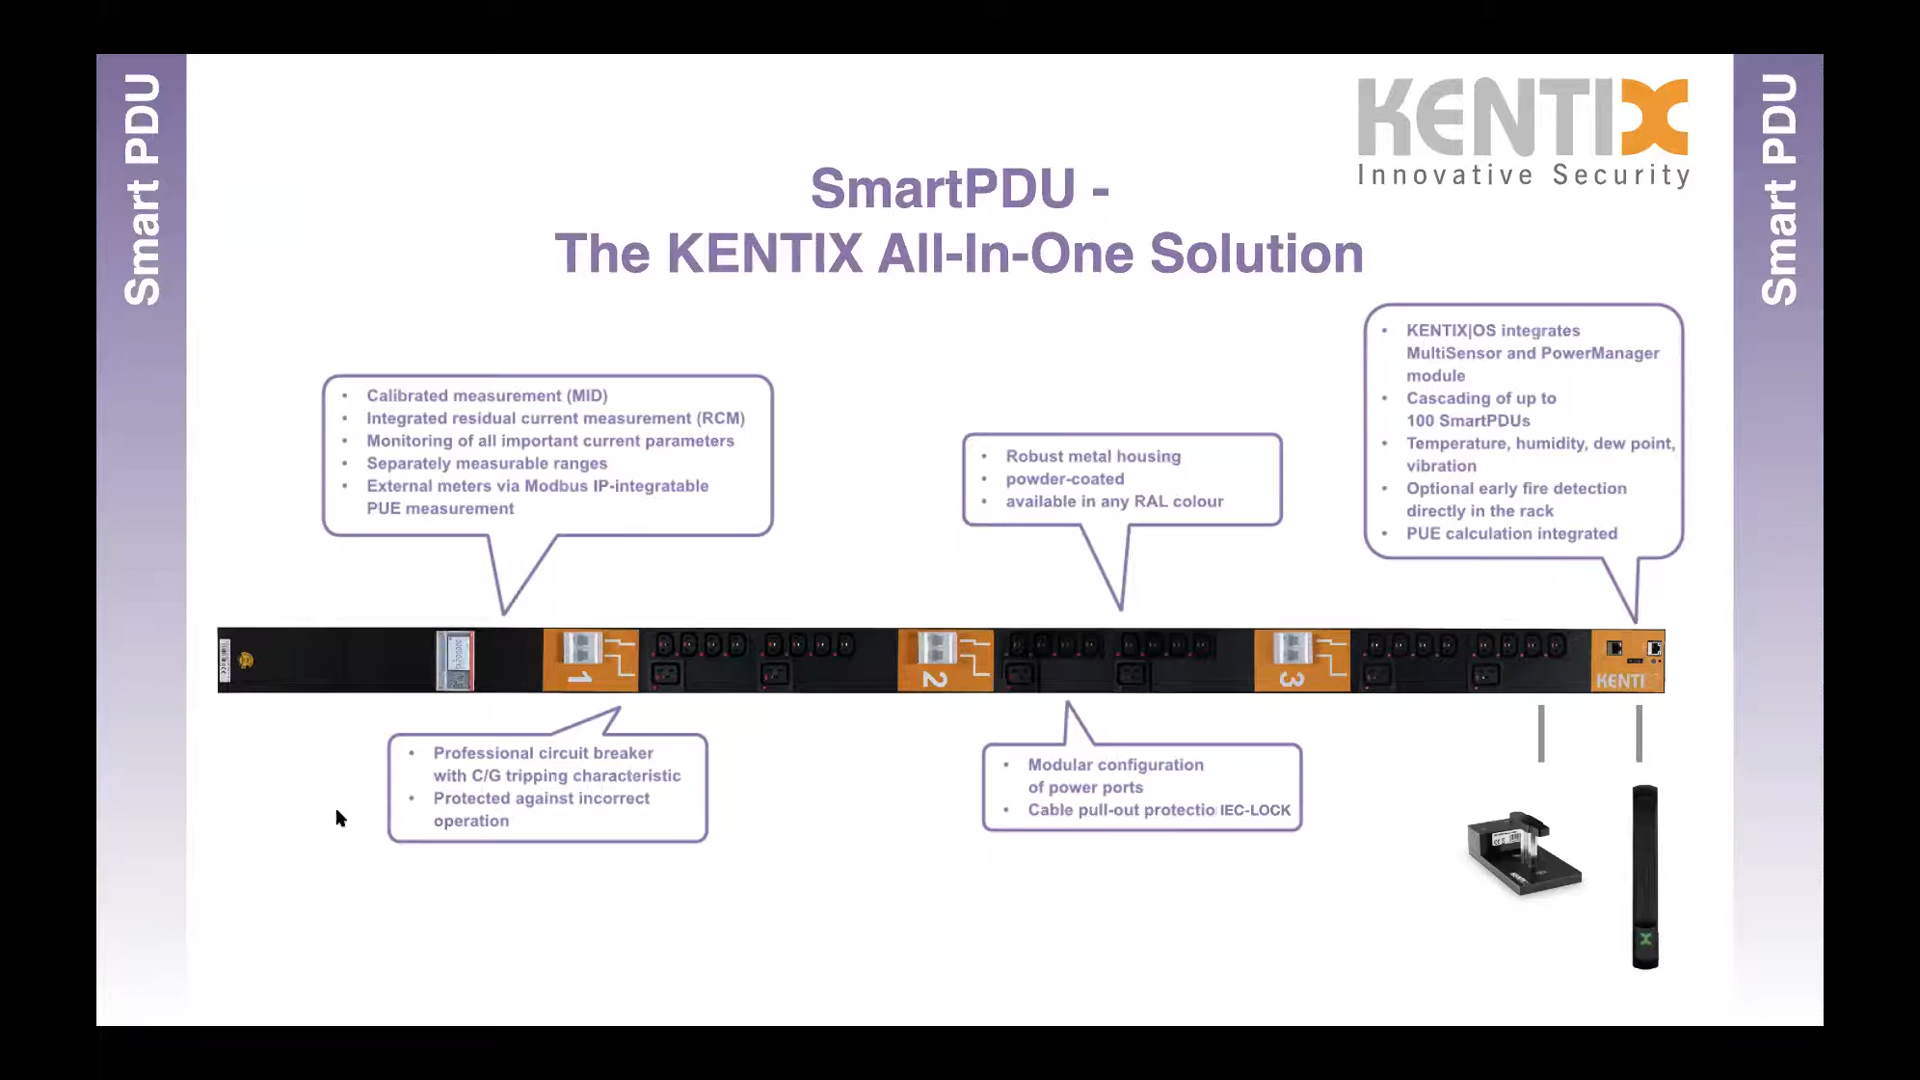 Smart PDU
Smart PDU
KENTIX
Innovative Security
SmartPDU -
The KENTIX All-In-One Solution
• KENTIX|OS integrates
MultiSensor and PowerManager
module
• Cascading of up to
100 SmartPDUs
• Temperature, humidity, dew point,
vibration
• Optional early fire detection
directly in the rack
• PUE calculation integrated
• Calibrated measurement (MID)
• Integrated residual current measurement (RCM)
• Monitoring of all important current parameters
• Separately measurable ranges
• External meters via Modbus IP-integratable
PUE measurement
• Robust metal housing
• powder-coated
• available in any RAL colour
1
2
3
KENTI
• Professional circuit breaker
with C/G tripping characteristic
• Protected against incorrect
operation
• Modular configuration
of power ports
• Cable pull-out protectio IEC-LOCK